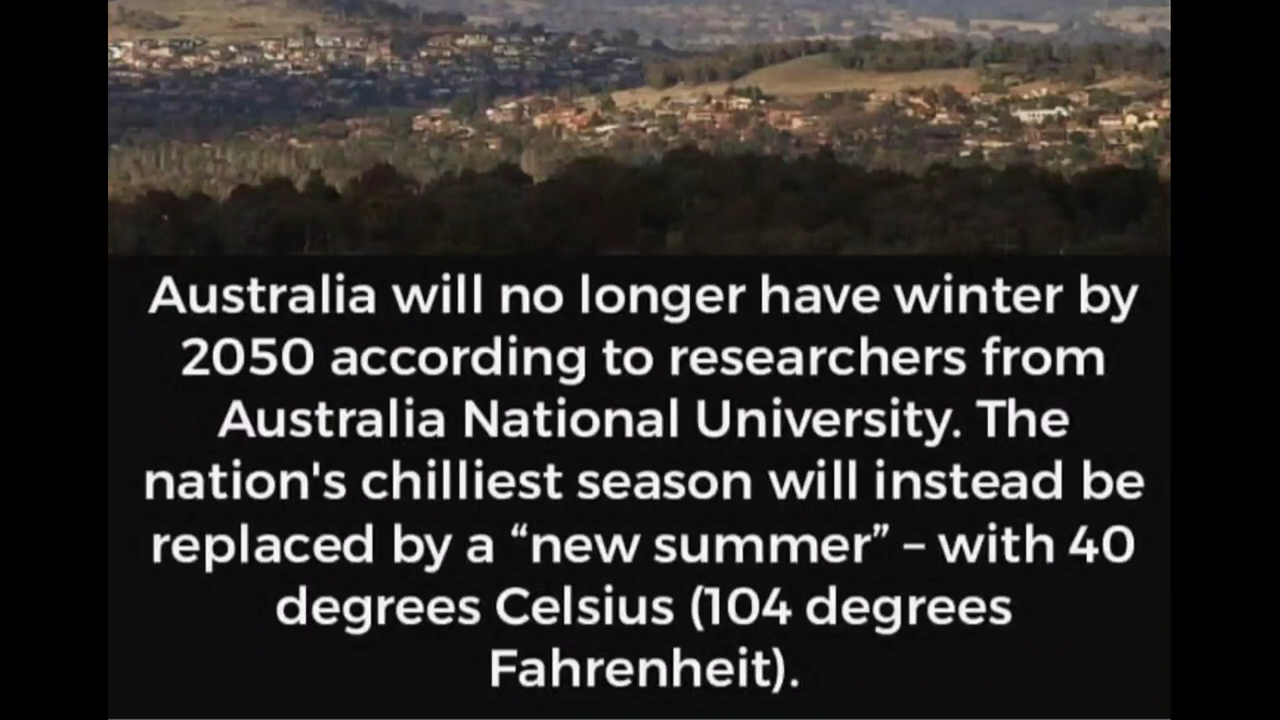 Australia will no longer have winter by
2050 according to researchers from
Australia National University. The
nation's chilliest season will instead be
replaced by a “new summer” – with 40
degrees Celsius (104 degrees
Fahrenheit).